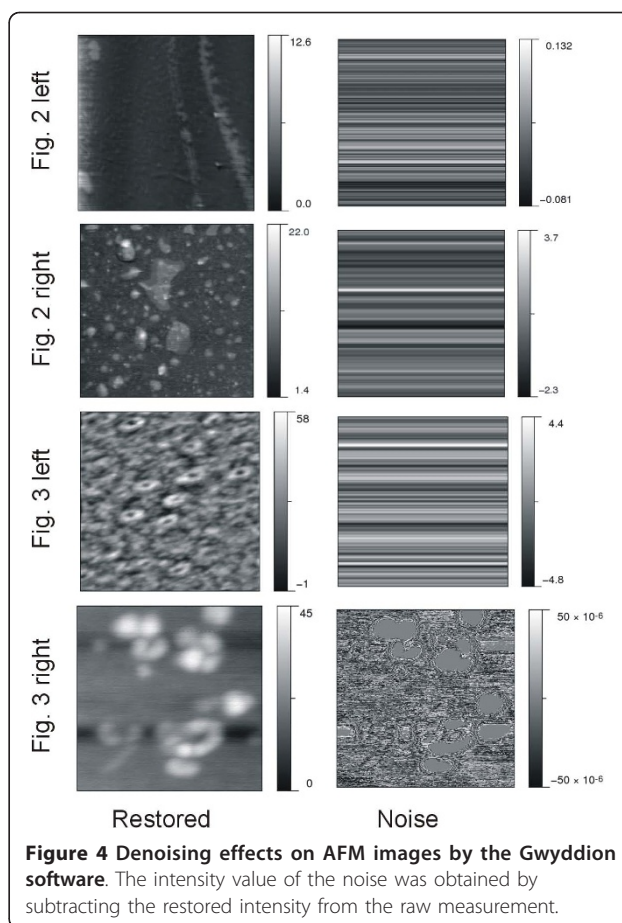 Fig. 2 left
12.6
0.0
0.132
−0.081
Fig. 2 right
22.0
1.4
3.7
−2.3
Fig. 3 left
58
−1
4.4
−4.8
Fig. 3 right
45
0
50 × 10⁻⁶
−50 × 10⁻⁶
Restored
Noise
Figure 4 Denoising effects on AFM images by the Gwyddion
software. The intensity value of the noise was obtained by
subtracting the restored intensity from the raw measurement.